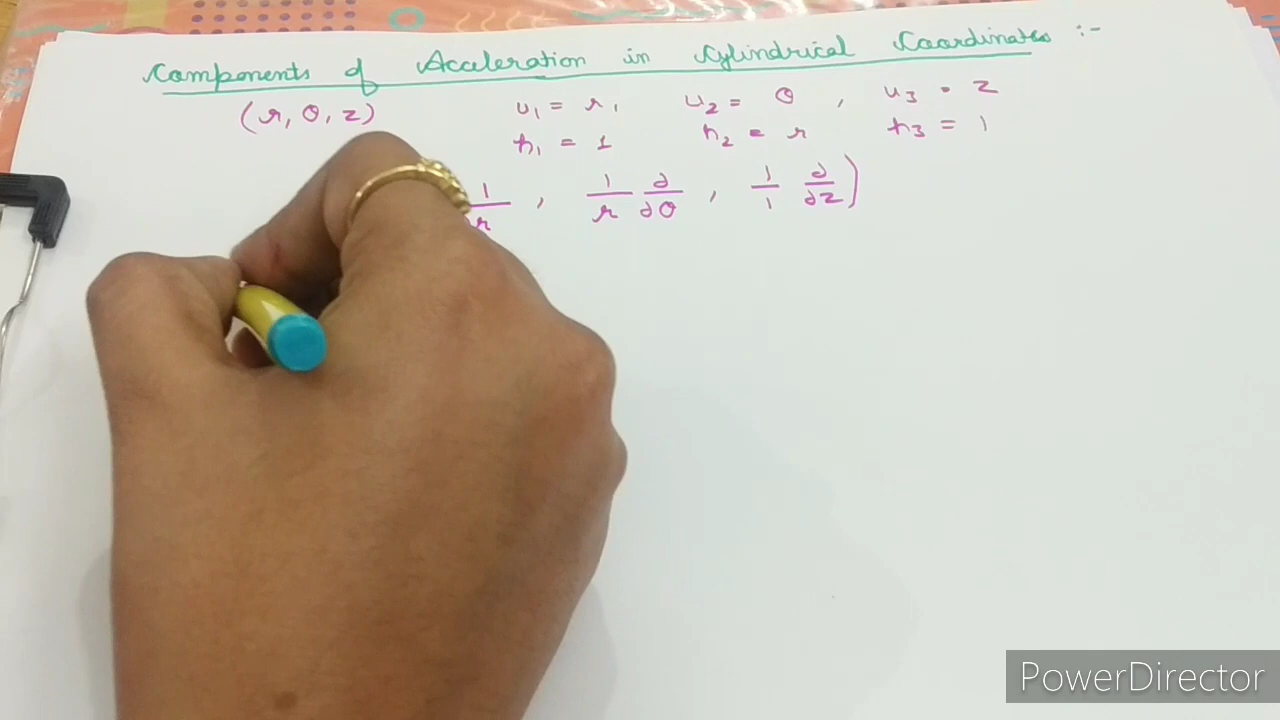 Components of Acceleration in Cylindrical Coordinates :-
(r, θ, z) u₁ = r, u₂ = θ, u₃ = z
h₁ = 1 h₂ = r h₃ = 1
1/∂r , 1/r ∂/∂θ , 1/1 ∂/∂z)
PowerDirector